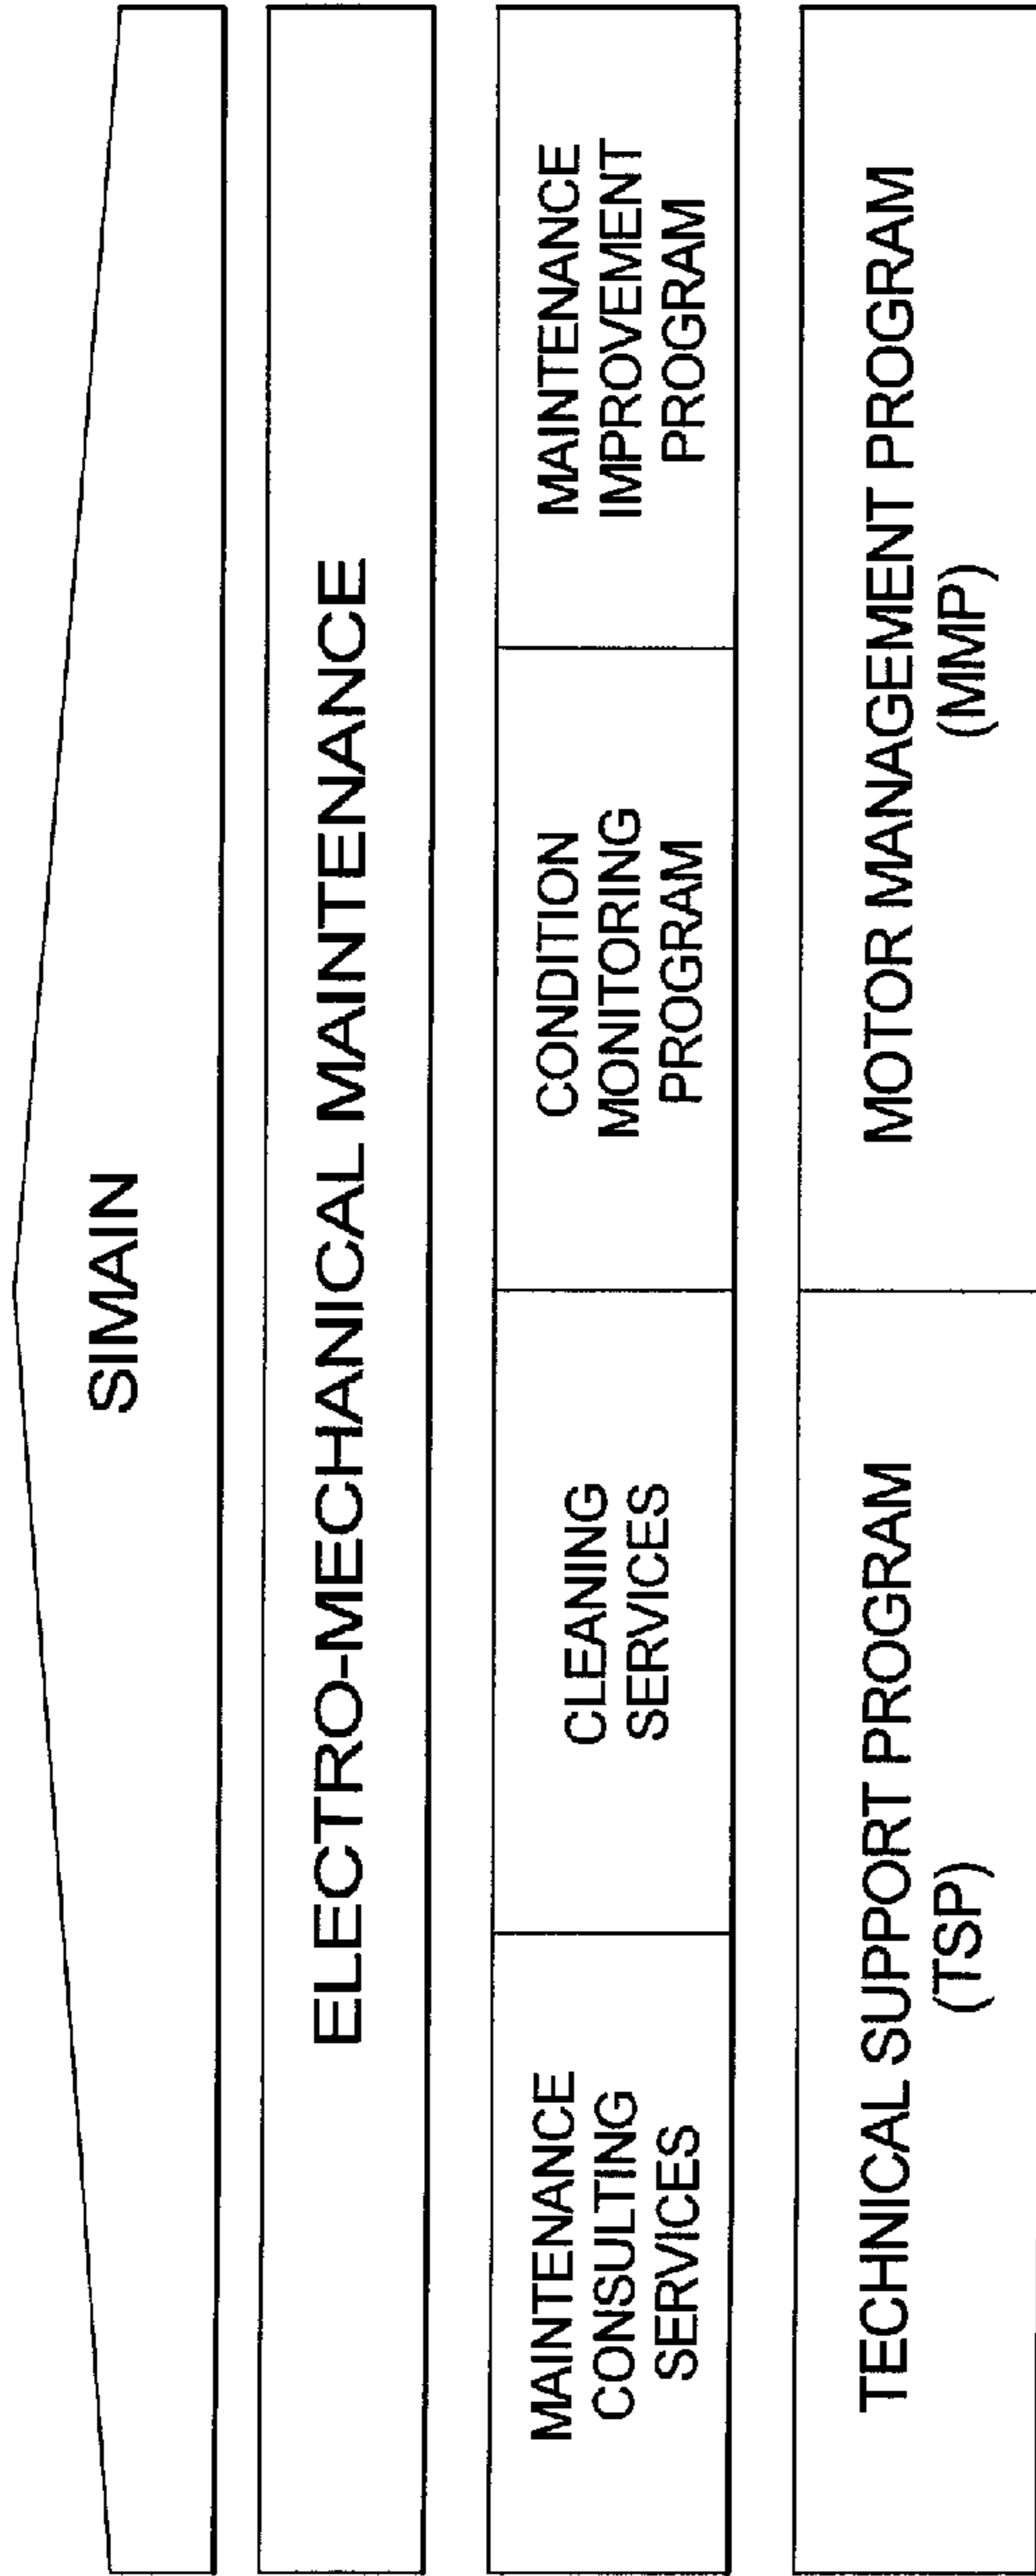 SIMAIN
ELECTRO-MECHANICAL MAINTENANCE
MAINTENANCE
CONSULTING
SERVICES
CLEANING
SERVICES
CONDITION
MONITORING
PROGRAM
MAINTENANCE
IMPROVEMENT
PROGRAM
TECHNICAL SUPPORT PROGRAM
(TSP)
MOTOR MANAGEMENT PROGRAM
(MMP)